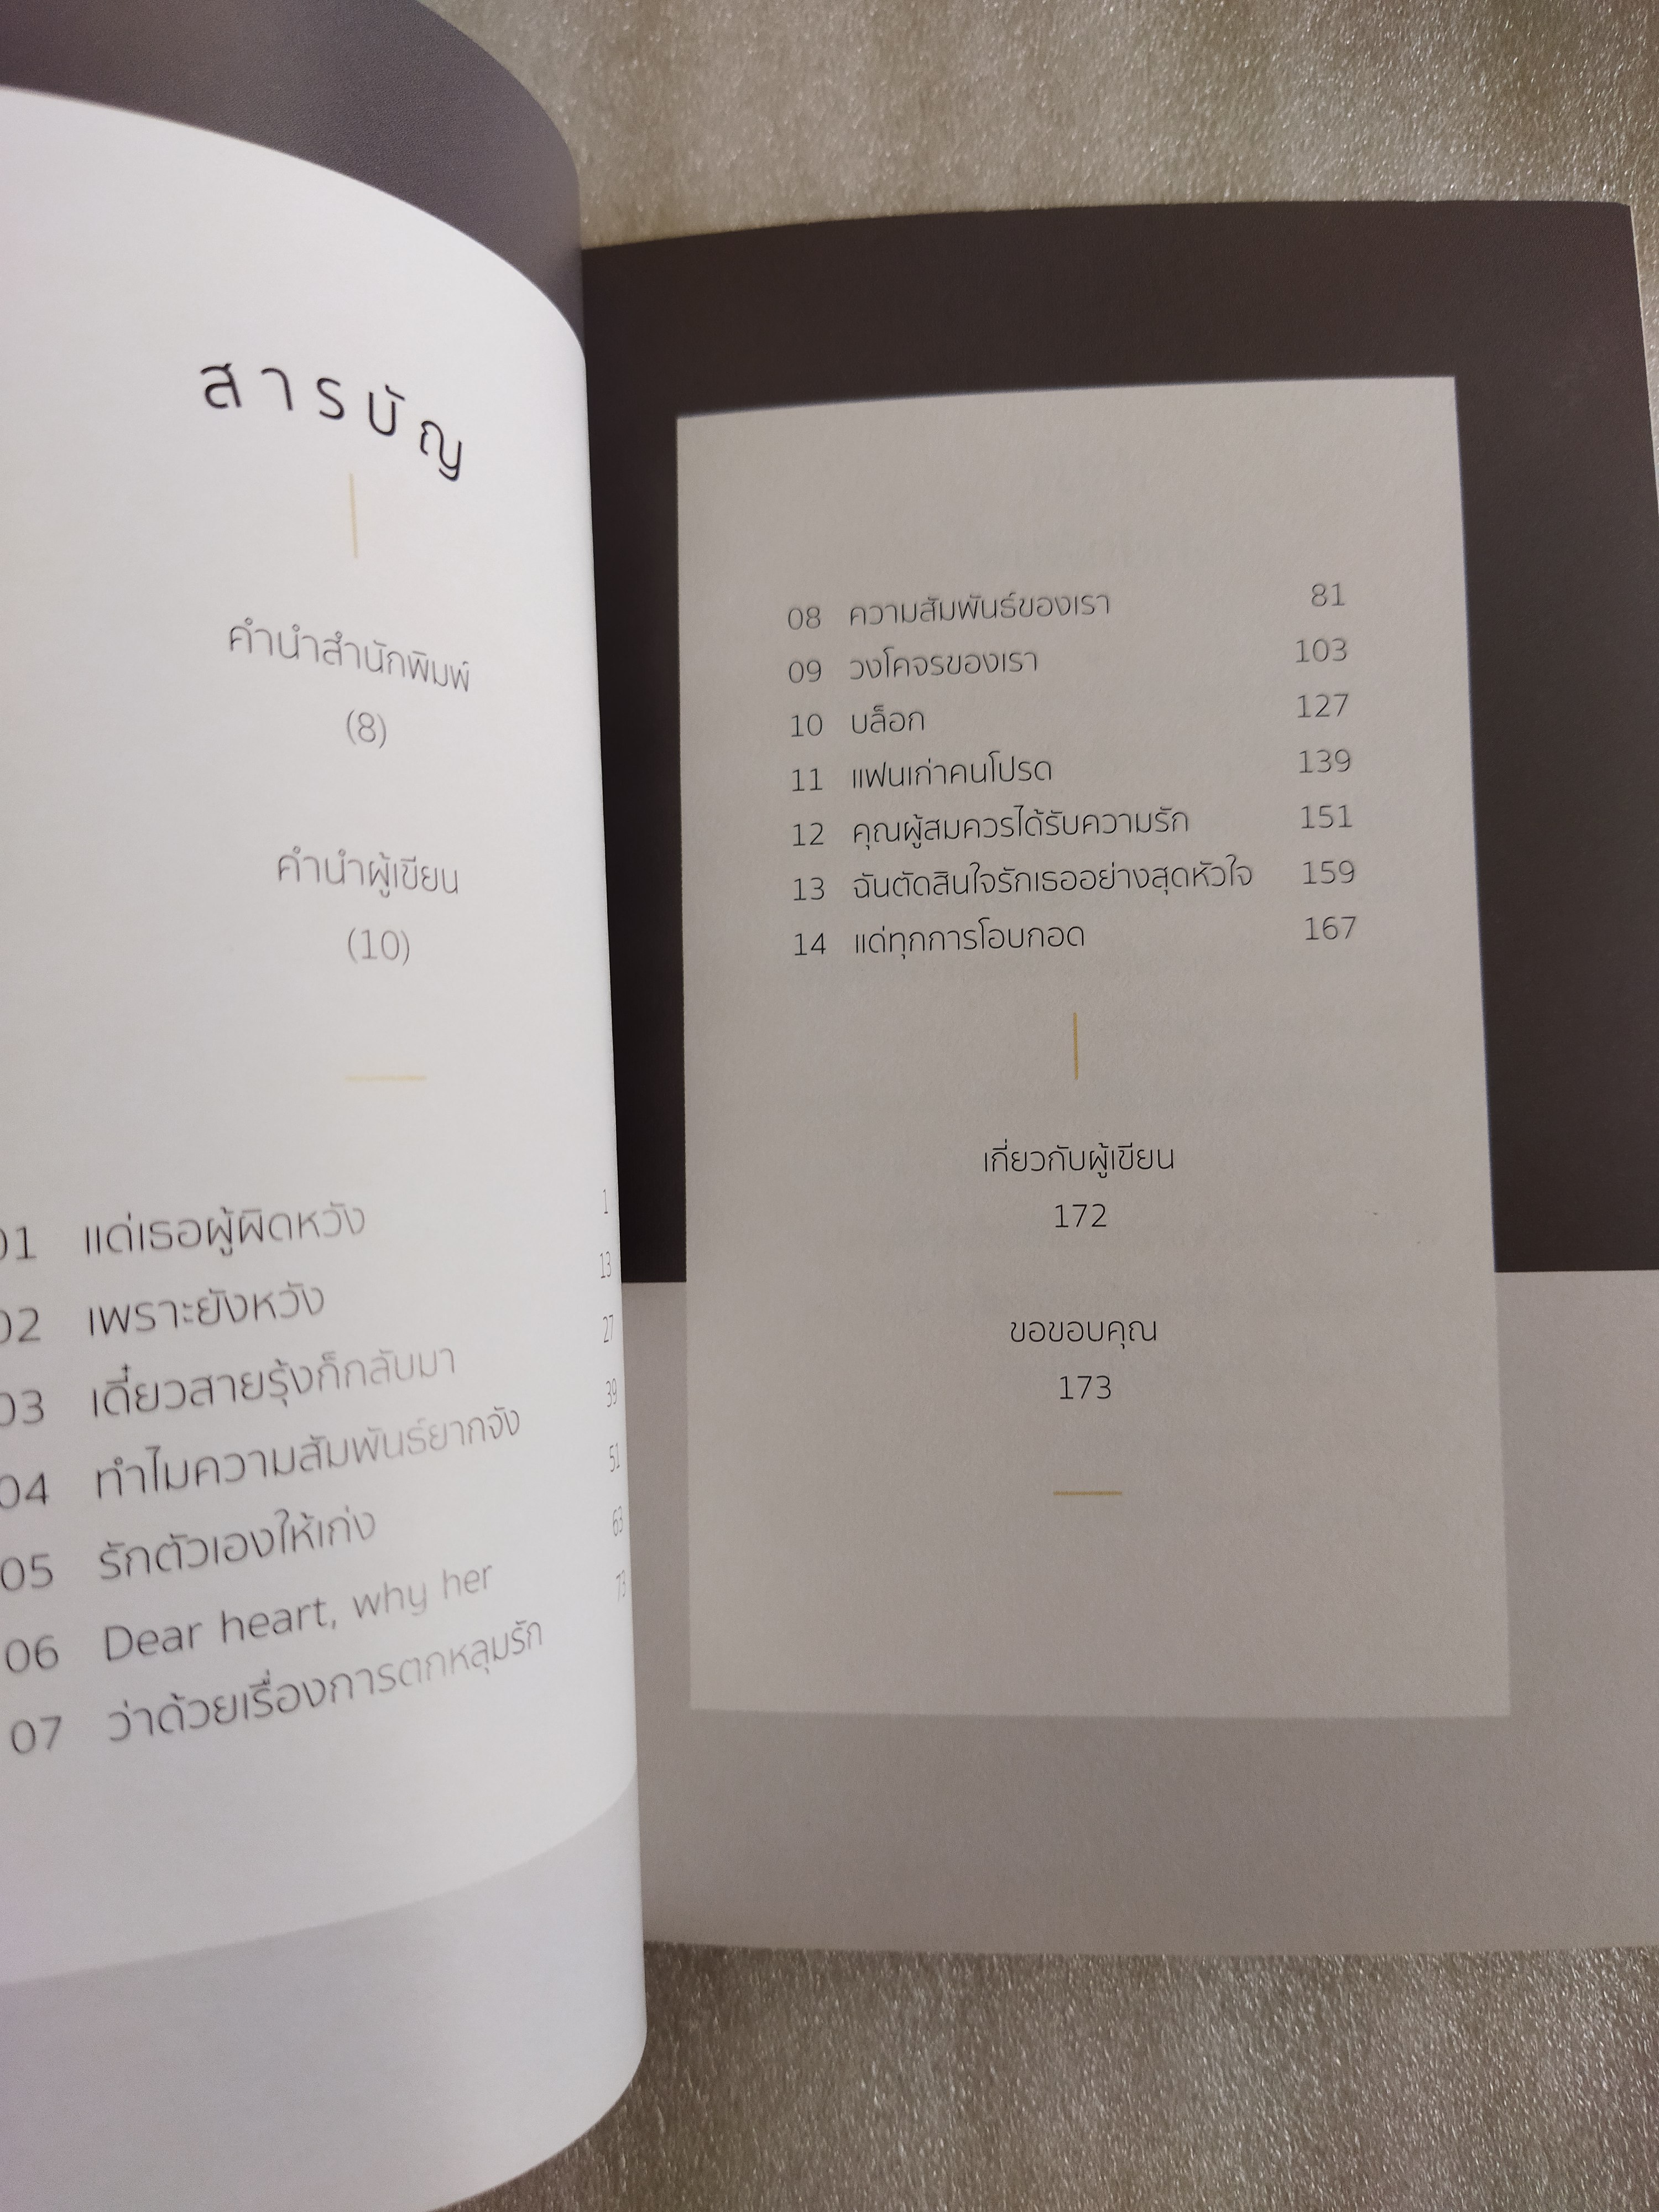 สารบัญ
คำนำสำนักพิมพ์
(8)
คำนำผู้เขียน
(10)
01 แด่เธอผู้ผิดหวัง 1
02 เพราะยังหวัง 13
03 เดี๋ยวสายรุ้งก็กลับมา 27
04 ทำไมความสัมพันธ์ยากจัง 39
05 รักตัวเองให้เก่ง 51
06 Dear heart, why her 63
07 ว่าด้วยเรื่องการตกหลุมรัก 73
08 ความสัมพันธ์ของเรา 81
09 วงโคจรของเรา 103
10 บล็อก 127
11 แฟนเก่าคนโปรด 139
12 คุณผู้สมควรได้รับความรัก 151
13 ฉันตัดสินใจรักเธออย่างสุดหัวใจ 159
14 แด่ทุกการโอบกอด 167
เกี่ยวกับผู้เขียน
172
ขอขอบคุณ
173